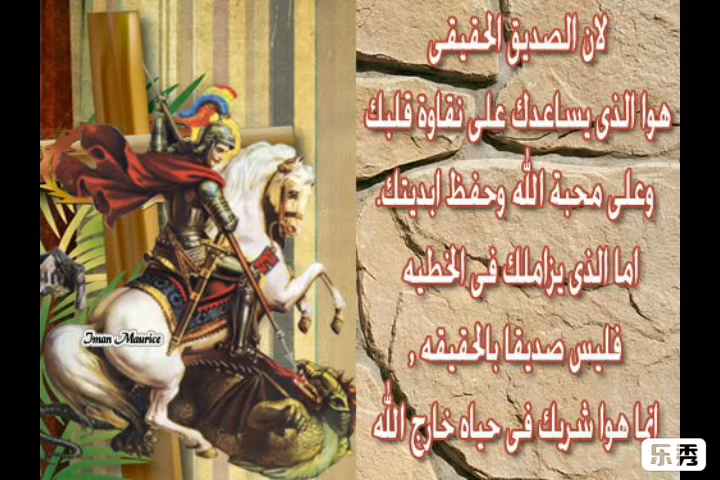 لان الصديق الحقيقى
هوا الذى يساعدك على نقاوة قلبك
وعلى محبة الله وحفظ ابديتك.
اما الذى يزاملك فى الخطيه
فليس صديقا بالحقيقه ,
انما هوا شريك فى حياه خارج الله
Iman Maurice
乐秀